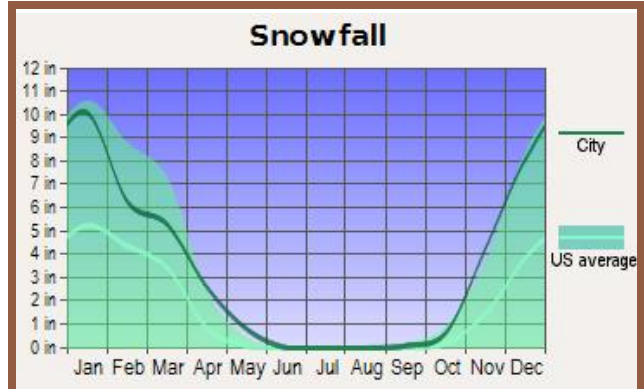 Snowfall
12 in
11 in
10 in
9 in
8 in
7 in
6 in
5 in
4 in
3 in
2 in
1 in
0 in
Jan Feb Mar Apr May Jun Jul Aug Sep Oct Nov Dec
City
US average